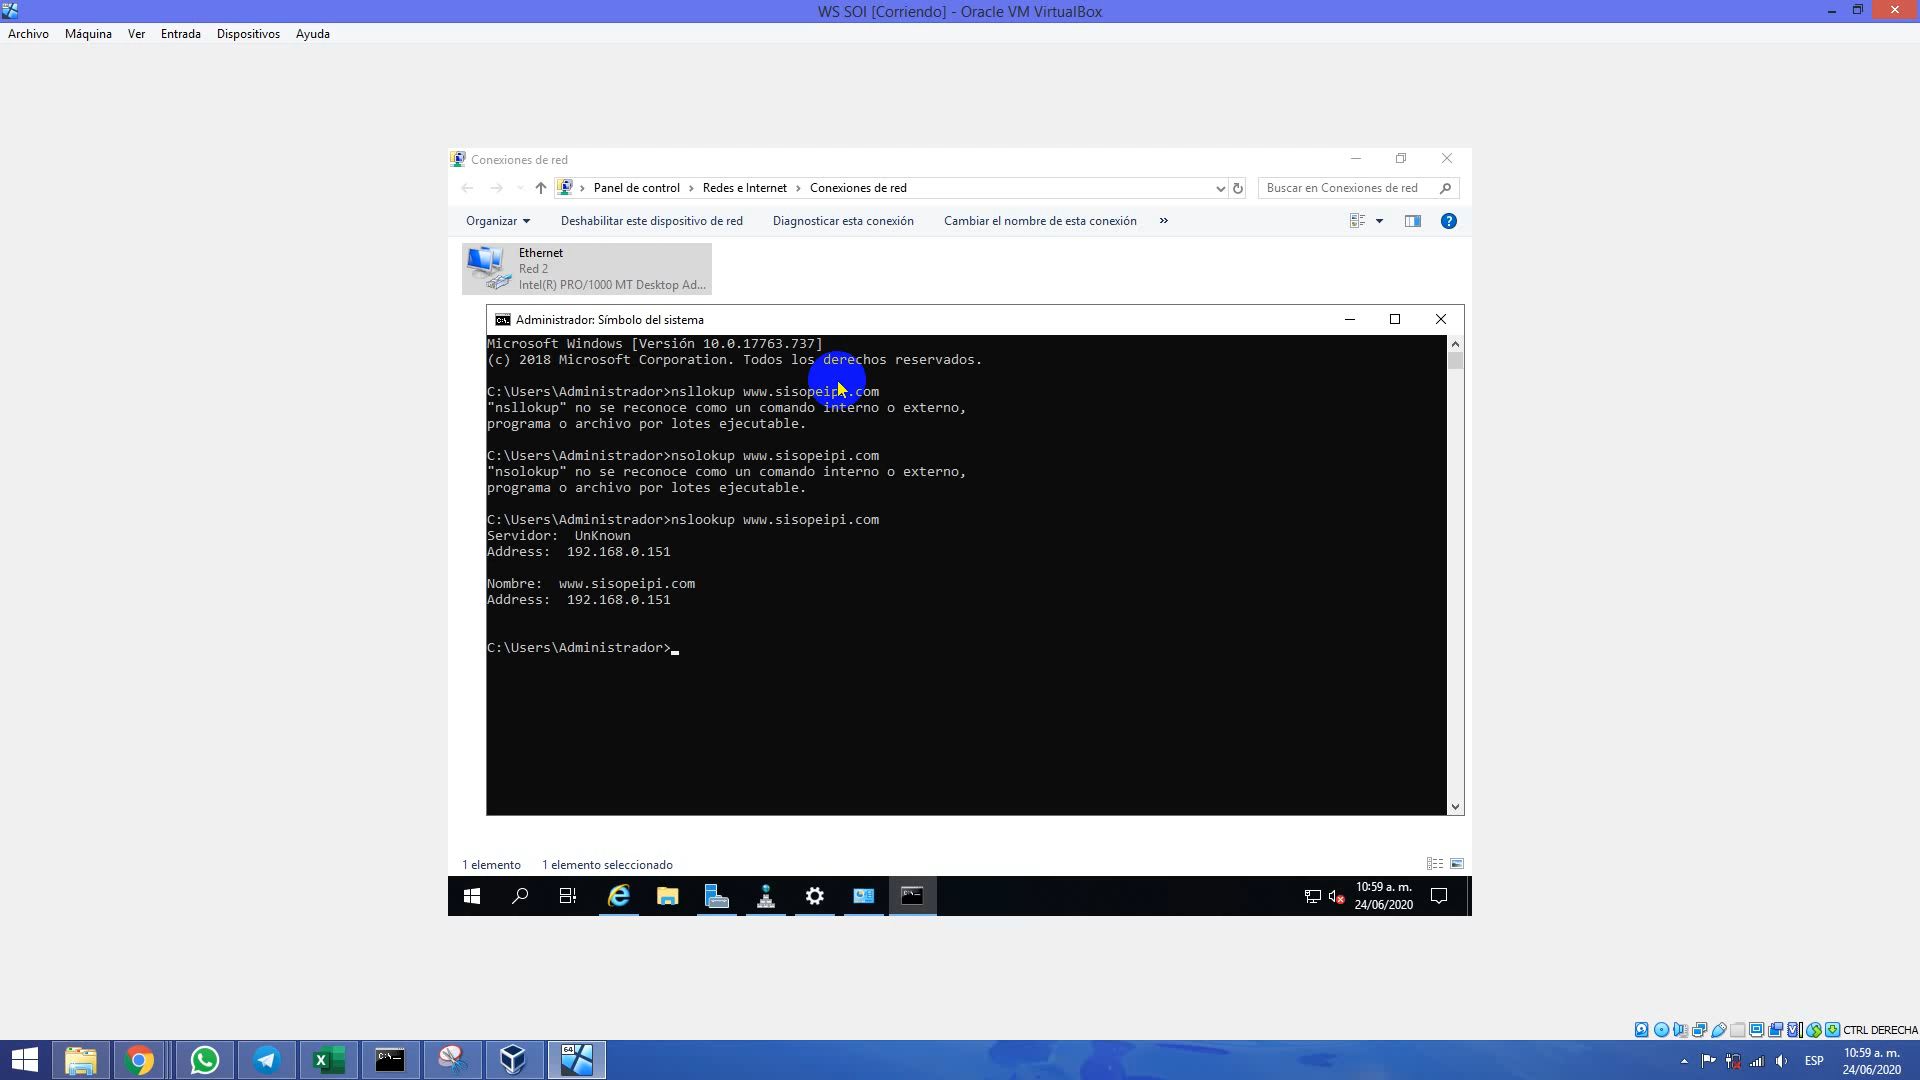 WS SOI [Corriendo] - Oracle VM VirtualBox
Archivo Máquina Ver Entrada Dispositivos Ayuda
Conexiones de red
Panel de control Redes e Internet Conexiones de red
Buscar en Conexiones de red
Organizar Deshabilitar este dispositivo de red Diagnosticar esta conexión Cambiar el nombre de esta conexión »
Ethernet
Red 2
Intel(R) PRO/1000 MT Desktop Ad...
Administrador: Símbolo del sistema
Microsoft Windows [Versión 10.0.17763.737]
(c) 2018 Microsoft Corporation. Todos los derechos reservados.
C:\Users\Administrador>nsllokup www.sisopeipi.com
"nsllokup" no se reconoce como un comando interno o externo,
programa o archivo por lotes ejecutable.
C:\Users\Administrador>nsolokup www.sisopeipi.com
"nsolokup" no se reconoce como un comando interno o externo,
programa o archivo por lotes ejecutable.
C:\Users\Administrador>nslookup www.sisopeipi.com
Servidor:  UnKnown
Address:  192.168.0.151
Nombre:  www.sisopeipi.com
Address:  192.168.0.151
C:\Users\Administrador>
1 elemento 1 elemento seleccionado
10:59 a. m.
24/06/2020
CTRL DERECHA
ESP
10:59 a. m.
24/06/2020